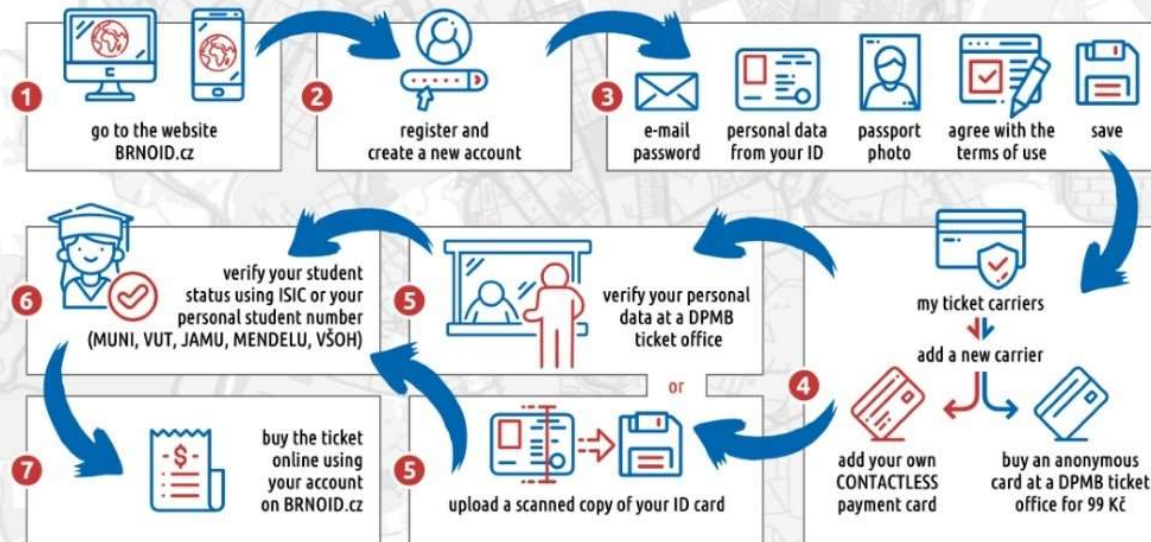 1
go to the website
BRNOID.cz
2
register and
create a new account
3
e-mail
password
personal data
from your ID
passport
photo
agree with the
terms of use
save
4
my ticket carriers
add a new carrier
add your own
CONTACTLESS
payment card
buy an anonymous
card at a DPMB ticket
office for 99 Kč
5
verify your personal
data at a DPMB
ticket office
or
5
upload a scanned copy of your ID card
6
verify your student
status using ISIC or your
personal student number
(MUNI, VUT, JAMU, MENDELU, VŠOH)
7
-$-
buy the ticket
online using
your account
on BRNOID.cz